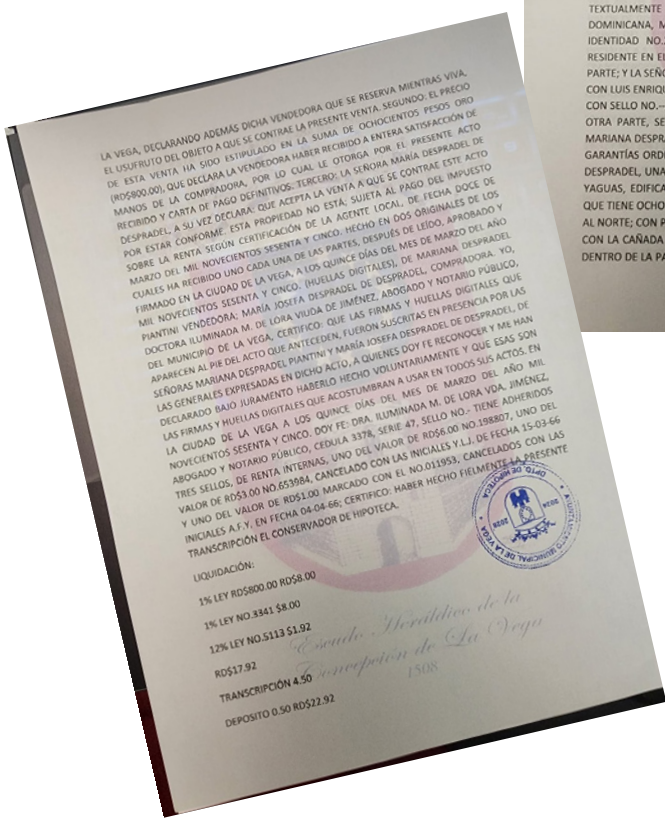 LA VEGA, DECLARANDO ADEMÁS DICHA VENDEDORA QUE SE RESERVA MIENTRAS VIVA,
EL USUFRUTO DEL OBJETO A QUE SE CONTRAE LA PRESENTE VENTA. SEGUNDO: EL PRECIO
DE ESTA VENTA HA SIDO ESTIPULADO EN LA SUMA DE OCHOCIENTOS PESOS ORO
(RD$800.00), QUE DECLARA LA VENDEDORA HABER RECIBIDO A ENTERA SATISFACCIÓN DE
MANOS DE LA COMPRADORA, POR LO CUAL LE OTORGA POR EL PRESENTE ACTO
RECIBIDO Y CARTA DE PAGO DEFINITIVOS: TERCERO: LA SEÑORA MARÍA DESPRADEL DE
DESPRADEL, A SU VEZ DECLARA: QUE ACEPTA LA VENTA A QUE SE CONTRAE ESTE ACTO
POR ESTAR CONFORME. ESTA PROPIEDAD NO ESTÁ; SUJETA AL PAGO DEL IMPUESTO
SOBRE LA RENTA SEGÚN CERTIFICACIÓN DE LA AGENTE LOCAL, DE FECHA DOCE DE
MARZO DEL MIL NOVECIENTOS SESENTA Y CINCO. HECHO EN DOS ORIGINALES DE LOS
CUALES HA RECIBIDO UNO CADA UNA DE LAS PARTES, DESPUÉS DE LEÍDO, APROBADO Y
FIRMADO EN LA CIUDAD DE LA VEGA, A LOS QUINCE DÍAS DEL MES DE MARZO DEL AÑO
MIL NOVECIENTOS SESENTA Y CINCO. (HUELLAS DIGITALES), DE MARIANA DESPRADEL
PIANTINI VENDEDORA; MARÍA JOSEFA DESPRADEL DE DESPRADEL, COMPRADORA. YO,
DOCTORA ILUMINADA M. DE LORA VIUDA DE JIMÉNEZ, ABOGADO Y NOTARIO PÚBLICO,
DEL MUNICIPIO DE LA VEGA, CERTIFICO: QUE LAS FIRMAS Y HUELLAS DIGITALES QUE
APARECEN AL PIE DEL ACTO QUE ANTECEDEN, FUERON SUSCRITAS EN PRESENCIA POR LAS
SEÑORAS MARIANA DESPRADEL PIANTINI Y MARÍA JOSEFA DESPRADEL DE DESPRADEL, DE
LAS GENERALES EXPRESADAS EN DICHO ACTO, A QUIENES DOY FE RECONOCER Y ME HAN
DECLARADO BAJO JURAMENTO HABERLO HECHO VOLUNTARIAMENTE Y QUE ESAS SON
LAS FIRMAS Y HUELLAS DIGITALES QUE ACOSTUMBRAN A USAR EN TODOS SUS ACTOS. EN
LA CIUDAD DE LA VEGA A LOS QUINCE DÍAS DEL MES DE MARZO DEL AÑO MIL
NOVECIENTOS SESENTA Y CINCO. DOY FE: DRA. ILUMINADA M. DE LORA VDA. JIMÉNEZ,
ABOGADO Y NOTARIO PÚBLICO, CEDULA 3378, SERIE 47, SELLO NO.- TIENE ADHERIDOS
TRES SELLOS, DE RENTA INTERNAS, UNO DEL VALOR DE RD$6.00 NO.198807, UNO DEL
VALOR DE RD$3.00 NO.653984, CANCELADO CON LAS INICIALES Y.L.J. DE FECHA 15-03-66
Y UNO DEL VALOR DE RD$1.00 MARCADO CON EL NO.011953, CANCELADOS CON LAS
INICIALES A.F.Y. EN FECHA 04-04-66; CERTIFICO: HABER HECHO FIELMENTE LA PRESENTE
TRANSCRIPCIÓN EL CONSERVADOR DE HIPOTECA.
LIQUIDACIÓN:
1% LEY RD$800.00 RD$8.00
1% LEY NO.3341 $8.00
12% LEY NO.5113 $1.92
RD$17.92
TRANSCRIPCIÓN 4.50
DEPOSITO 0.50 RD$22.92
Escudo Heráldico de la
Concepción de La Vega
1508
AYUNTAMIENTO MUNICIPAL DE LA VEGA
DPTO. DE HIPOTECA
2024 2028
TEXTUALMENTE
DOMINICANA, M
IDENTIDAD NO.
RESIDENTE EN EL
PARTE; Y LA SEÑO
CON LUIS ENRIQU
CON SELLO NO.--
OTRA PARTE, SE
MARIANA DESPRA
GARANTÍAS ORD
DESPRADEL, UNA
YAGUAS, EDIFICA
QUE TIENE OCHO
AL NORTE; CON P
CON LA CAÑADA
DENTRO DE LA PA